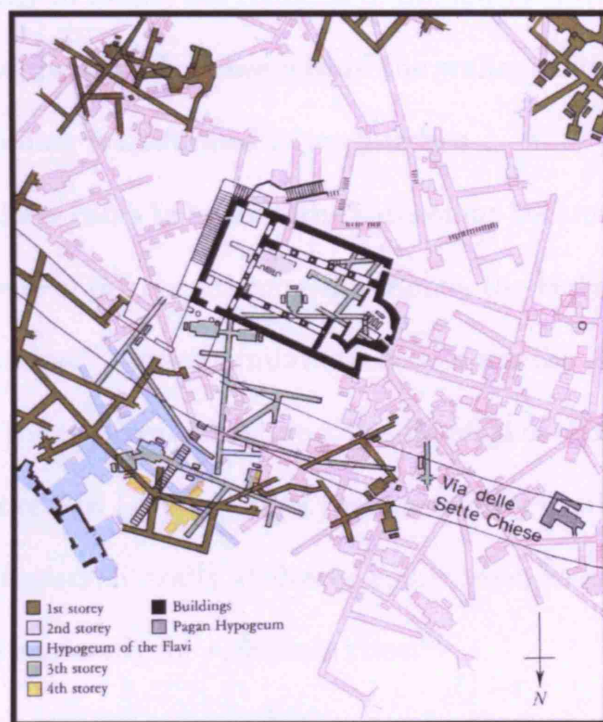 Via delle
Sette Chiese
1st storey
2nd storey
Hypogeum of the Flavi
3th storey
4th storey
Buildings
Pagan Hypogeum
N